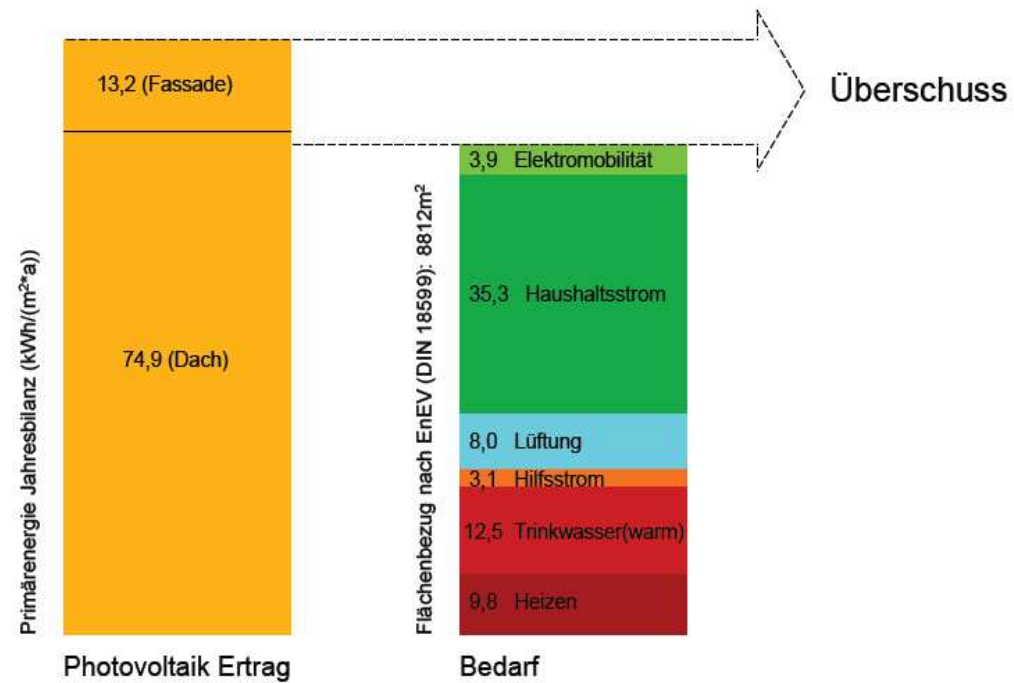 Primärenergie Jahresbilanz (kWh/(m²*a))
13,2 (Fassade)
74,9 (Dach)
Photovoltaik Ertrag
Flächenbezug nach EnEV (DIN 18599): 8812m²
3,9 Elektromobilität
35,3 Haushaltsstrom
8,0 Lüftung
3,1 Hilfsstrom
12,5 Trinkwasser(warm)
9,8 Heizen
Bedarf
Überschuss